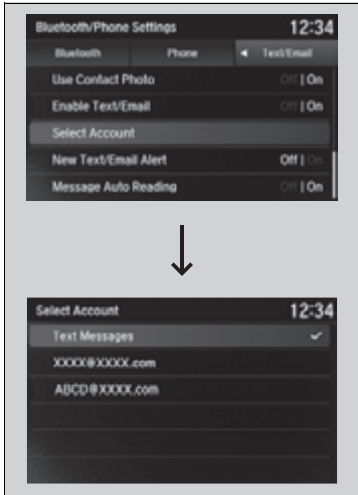 Bluetooth/Phone Settings 12:34
Bluetooth Phone Text/Email
Use Contact Photo Off | On
Enable Text/Email Off | On
Select Account
New Text/Email Alert Off | On
Message Auto Reading Off | On
Select Account 12:34
Text Messages
XXXX@XXXX.com
ABCD@XXXX.com